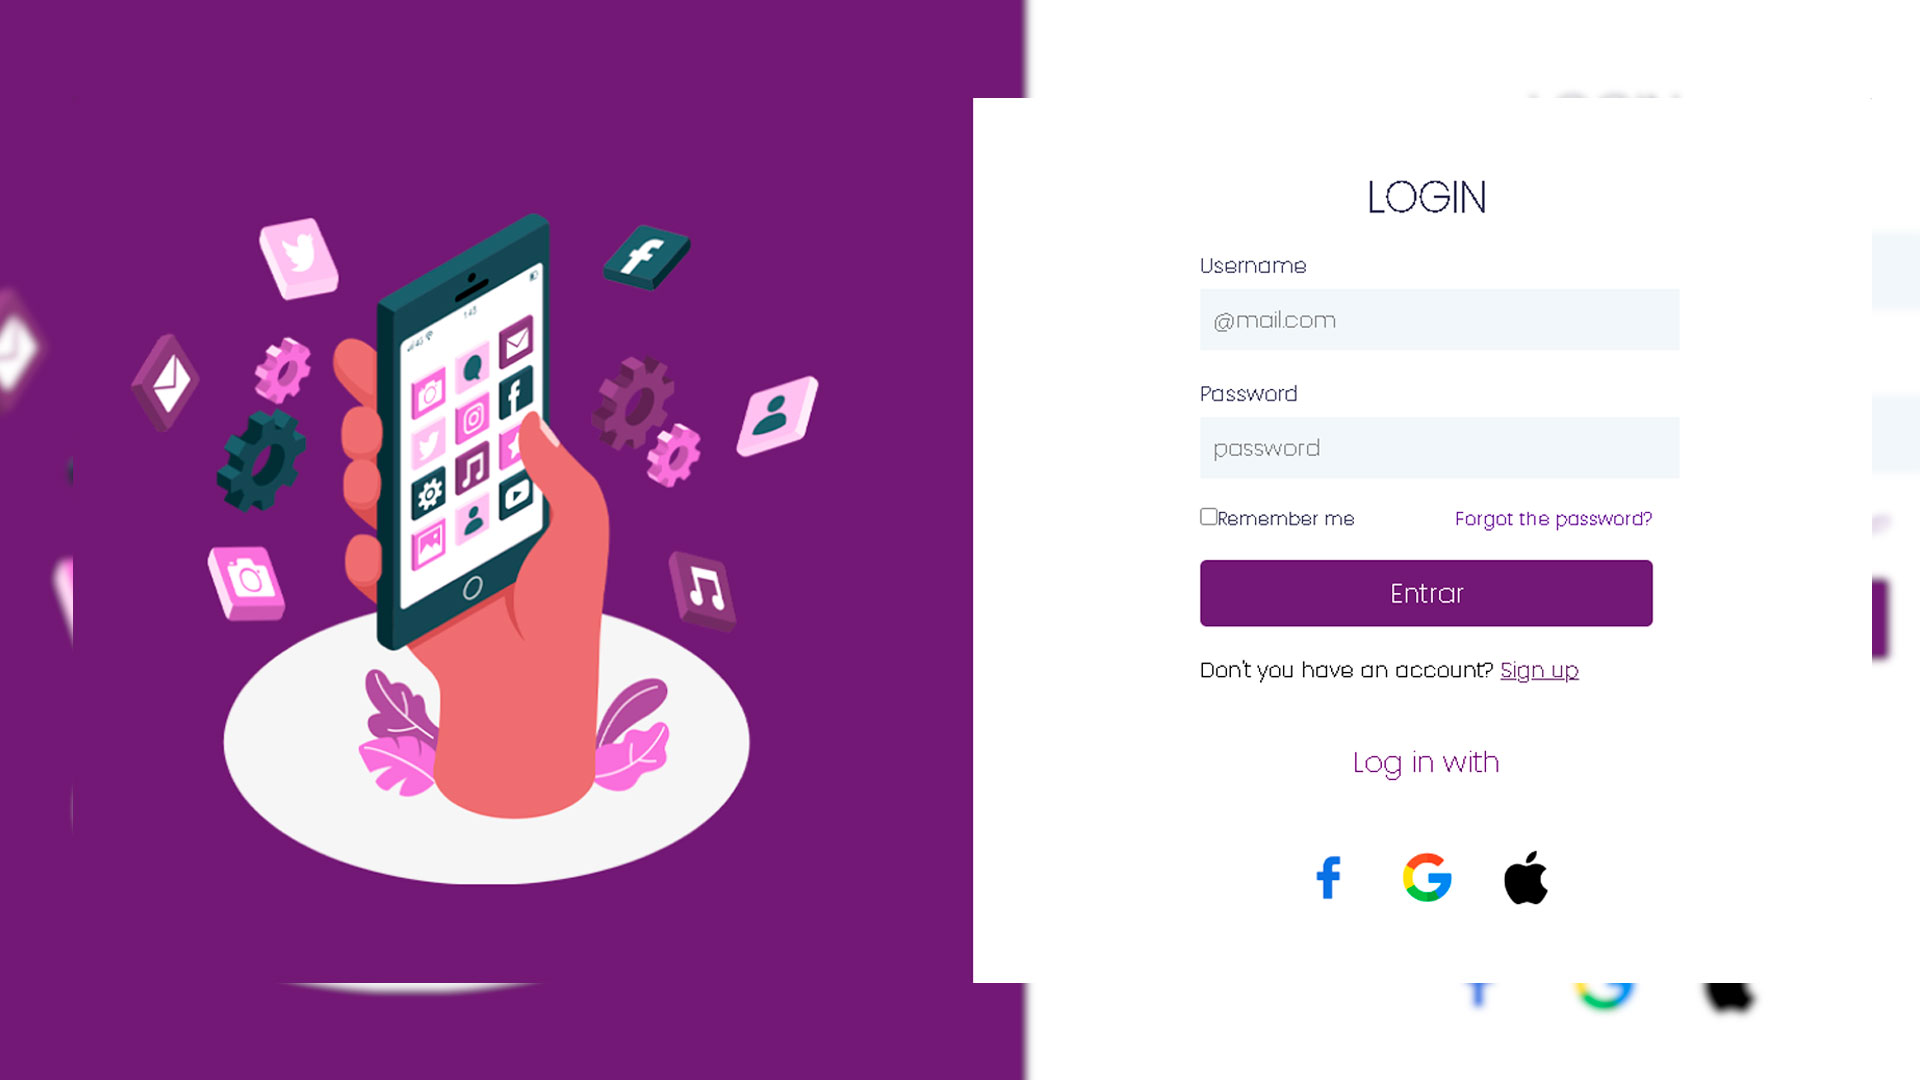 LOGIN
Username
@mail.com
Password
password
Remember me
Forgot the password?
Entrar
Don't you have an account? Sign up
Log in with